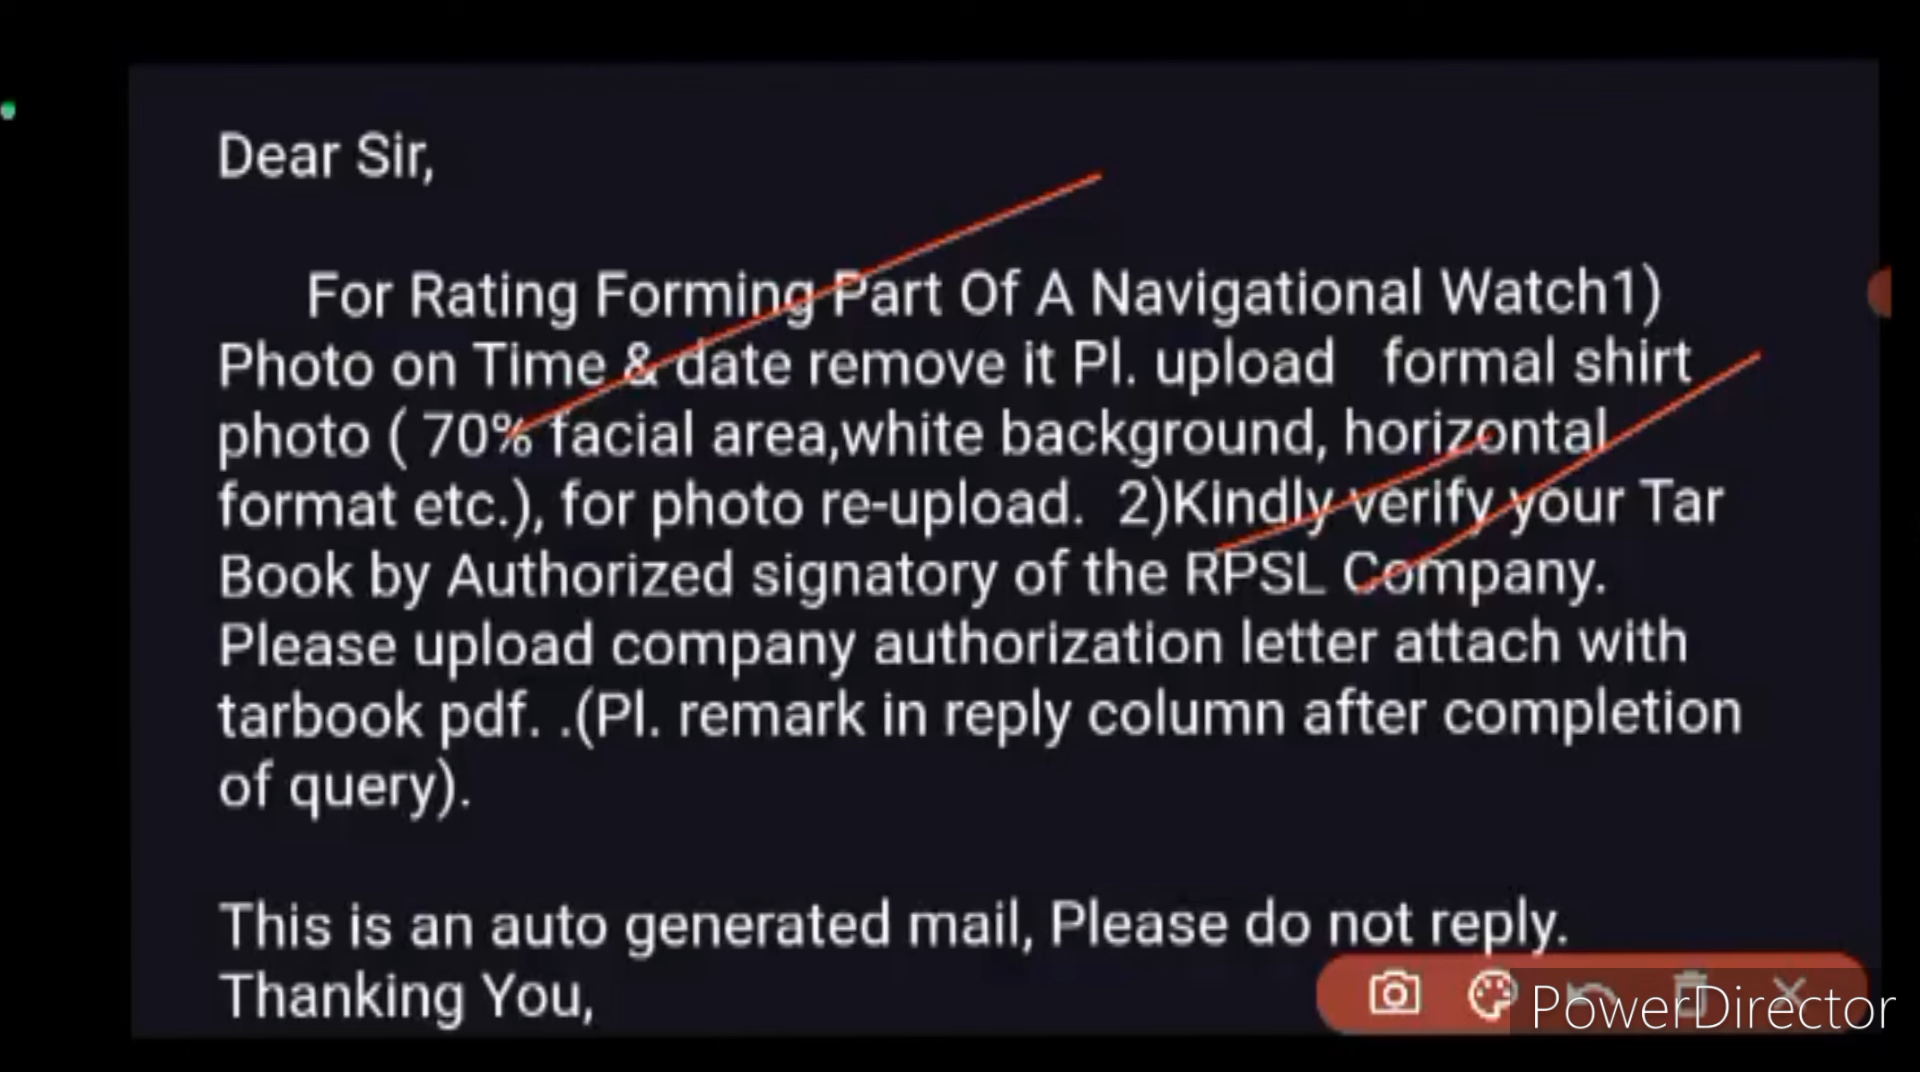 Dear Sir,
For Rating Forming Part Of A Navigational Watch1)
Photo on Time & date remove it Pl. upload formal shirt
photo ( 70% facial area,white background, horizontal
format etc.), for photo re-upload. 2)Kindly verify your Tar
Book by Authorized signatory of the RPSL Company.
Please upload company authorization letter attach with
tarbook pdf. .(Pl. remark in reply column after completion
of query).
This is an auto generated mail, Please do not reply.
Thanking You,
PowerDirector